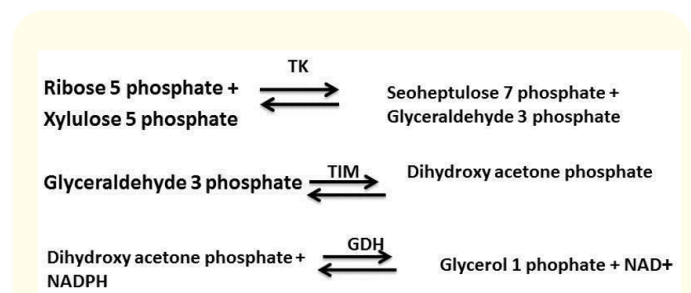 TK
Ribose 5 phosphate +
Xylulose 5 phosphate
Seoheptulose 7 phosphate +
Glyceraldehyde 3 phosphate
Glyceraldehyde 3 phosphate
TIM
Dihydroxy acetone phosphate
Dihydroxy acetone phosphate +
NADPH
GDH
Glycerol 1 phophate + NAD+